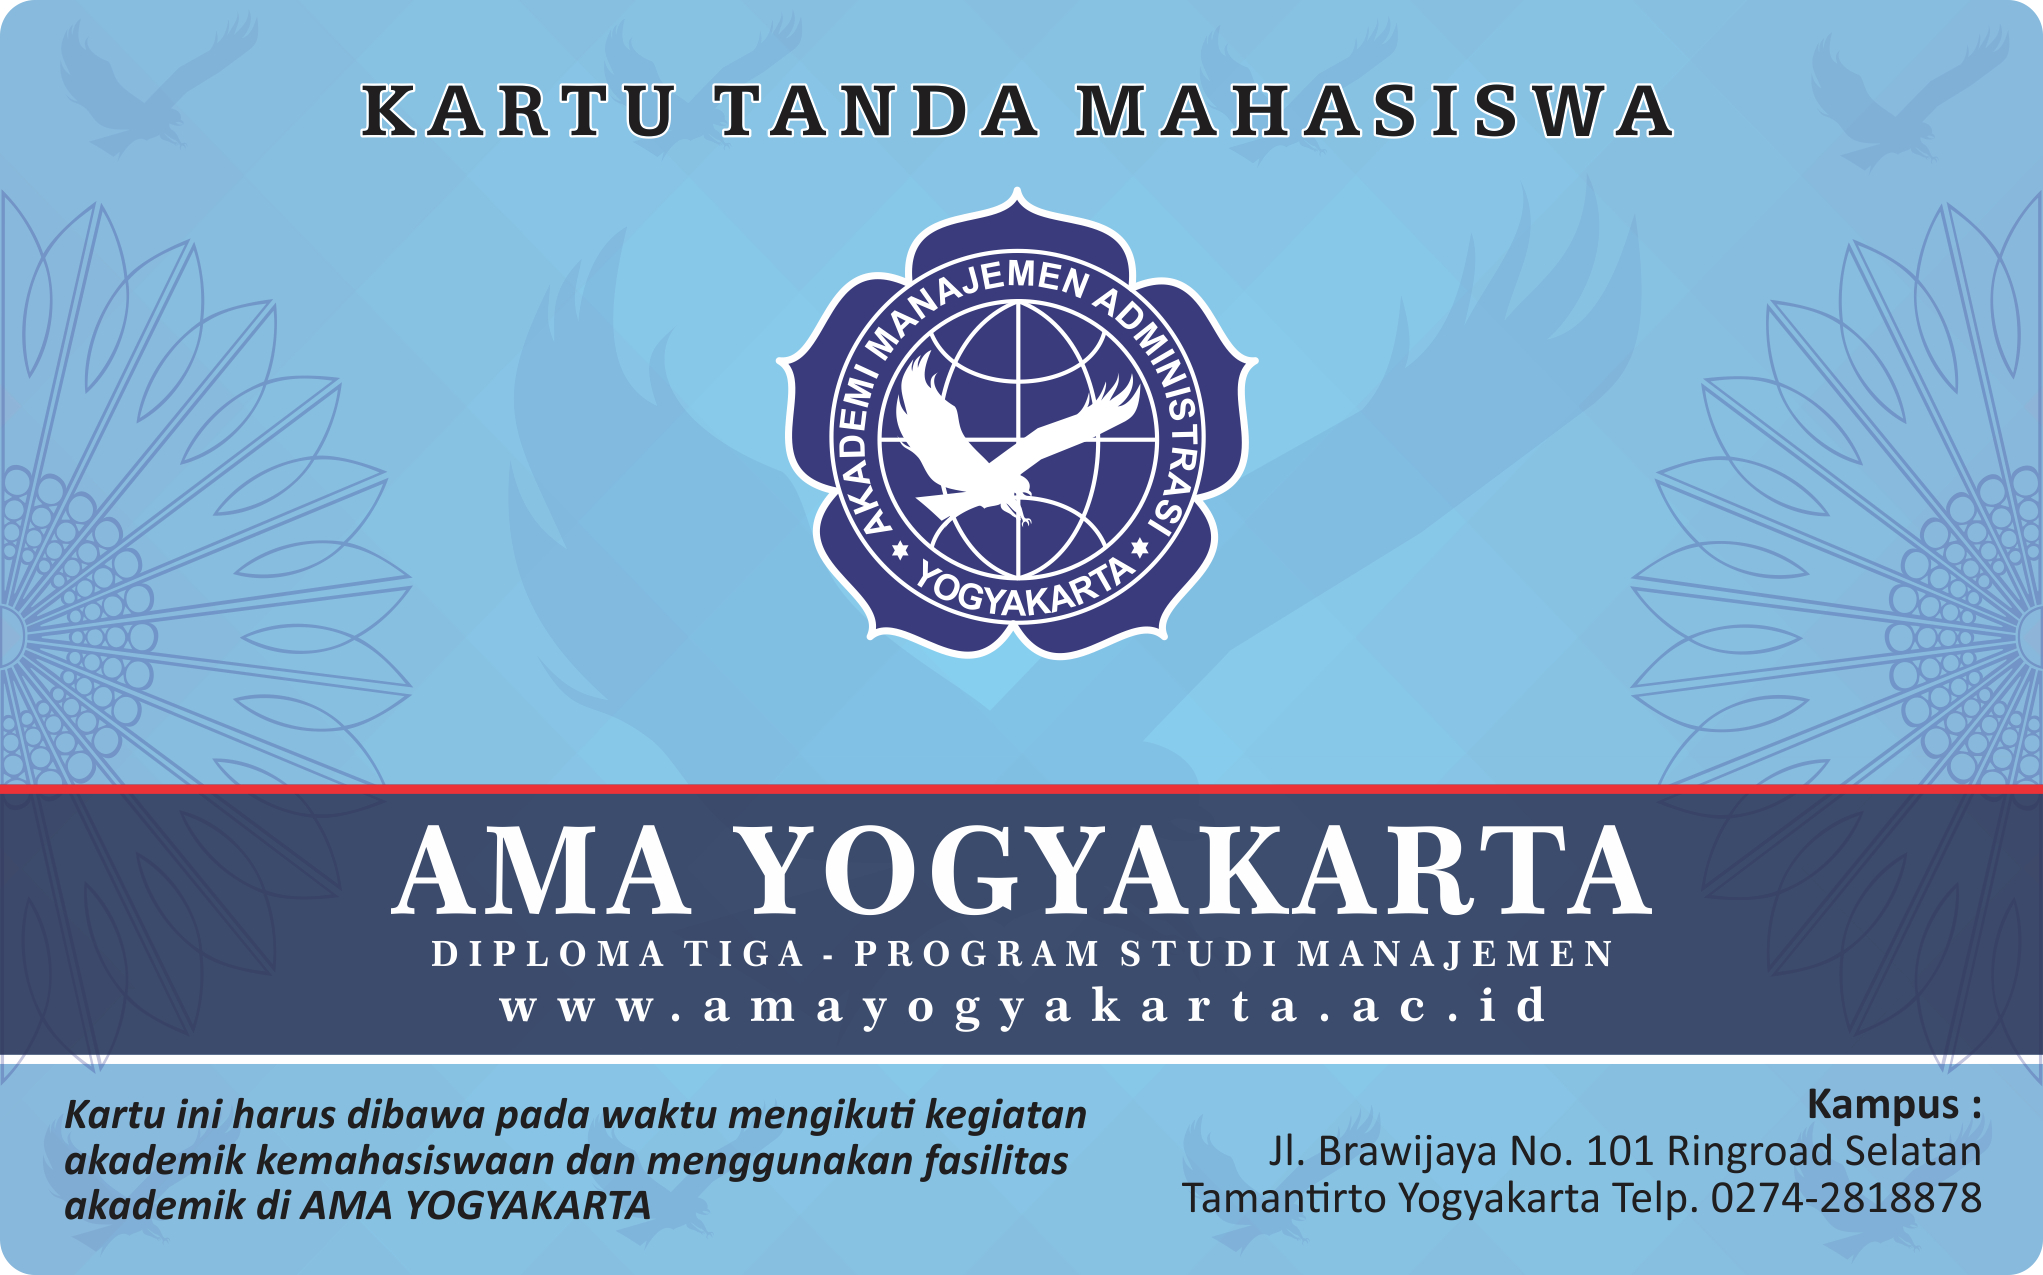 KARTU TANDA MAHASISWA
AKADEMI MANAJEMEN ADMINISTRASI
YOGYAKARTA
AMA YOGYAKARTA
DIPLOMA TIGA - PROGRAM STUDI MANAJEMEN
www.amayogyakarta.ac.id
Kartu ini harus dibawa pada waktu mengikuti kegiatan
akademik kemahasiswaan dan menggunakan fasilitas
akademik di AMA YOGYAKARTA
Kampus :
Jl. Brawijaya No. 101 Ringroad Selatan
Tamantirto Yogyakarta Telp. 0274-2818878